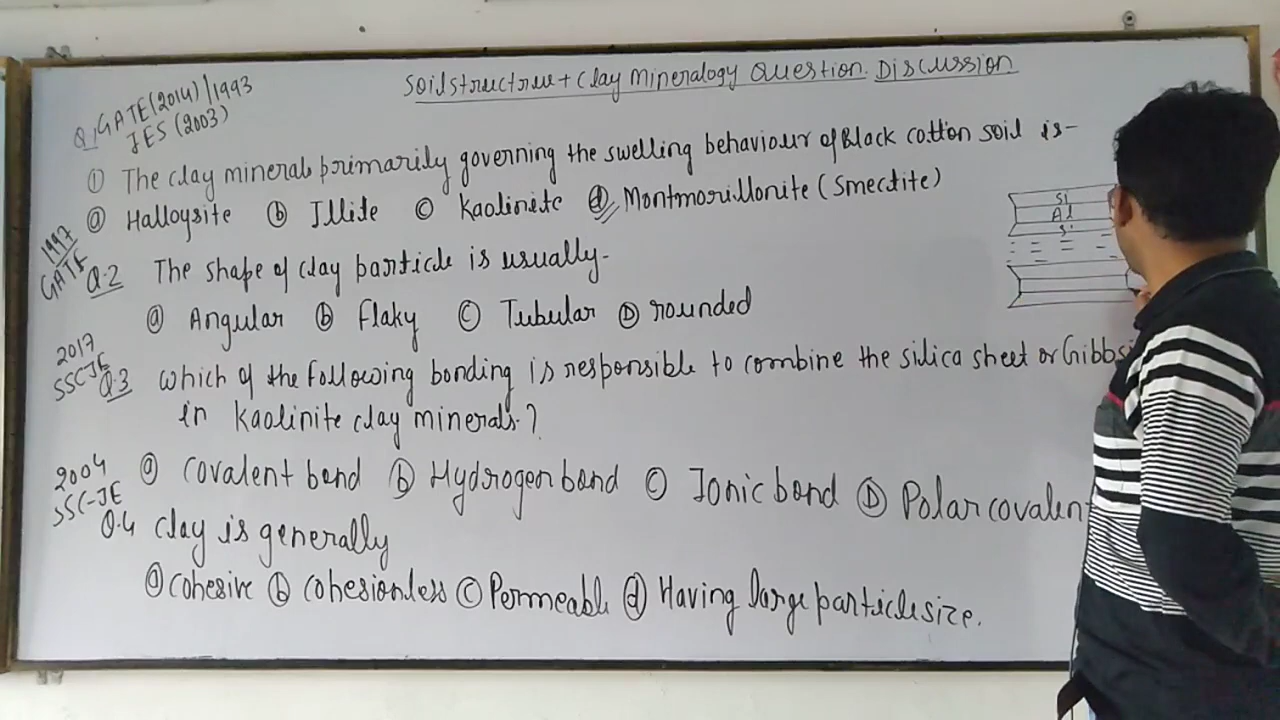 Soil structrue + Clay Mineralogy Question Discussion
Q1 GATE (2014) / 1993
IES (2003)
① The clay mineral primarily governing the swelling behaviour of Black cotton soil is-
ⓐ Halloysite ⓑ Illite ⓒ Kaolinite ⓓ Montmorillonite (Smectite)
Si
Al
Si
1997
GATE Q.2 The shape of clay particle is usually-
ⓐ Angular ⓑ Flaky ⓒ Tubular Ⓓ rounded
2017
SSC JE Q.3 Which of the following bonding is responsible to combine the silica sheet or Gibbsi
in Kaolinite clay minerals?
ⓐ Covalent bond ⓑ Hydrogen bond ⓒ Ionic bond Ⓓ Polar covalent
2004
SSC-JE
Q.4 Clay is generally
ⓐ Cohesive ⓑ Cohesionless ⓒ Permeable ⓓ Having large particle size.